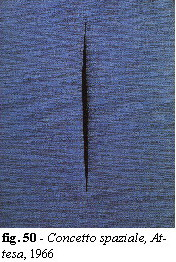 fig. 50 - Concetto spaziale, At-
tesa, 1966